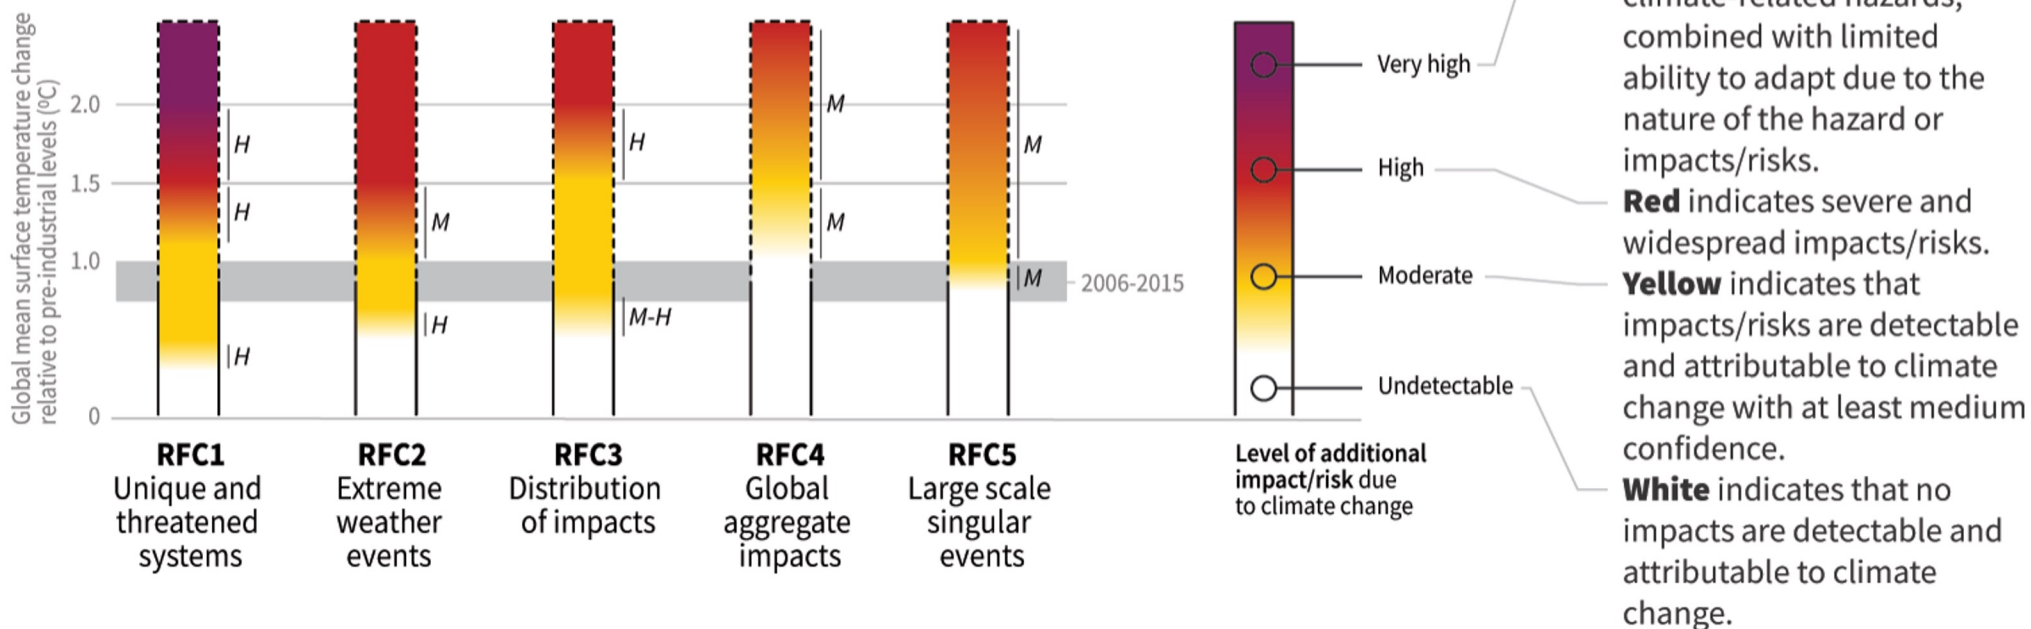 Global mean surface temperature change
relative to pre-industrial levels (ºC)
2.0
1.5
1.0
0
H
H
H
M
H
H
M-H
M
M
M
M
2006-2015
RFC1
Unique and
threatened
systems
RFC2
Extreme
weather
events
RFC3
Distribution
of impacts
RFC4
Global
aggregate
impacts
RFC5
Large scale
singular
events
Very high
High
Moderate
Undetectable
Level of additional
impact/risk due
to climate change
climate-related hazards,
combined with limited
ability to adapt due to the
nature of the hazard or
impacts/risks.
Red indicates severe and
widespread impacts/risks.
Yellow indicates that
impacts/risks are detectable
and attributable to climate
change with at least medium
confidence.
White indicates that no
impacts are detectable and
attributable to climate
change.